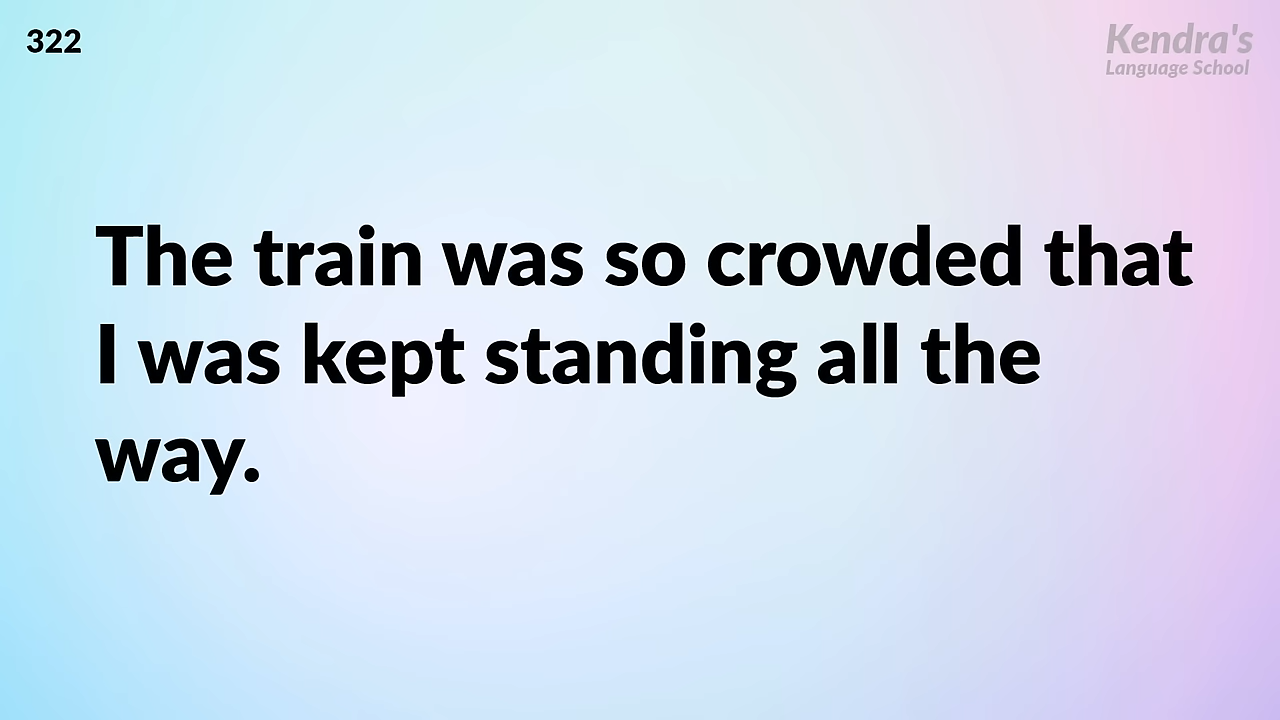 322
Kendra's
Language School
The train was so crowded that
I was kept standing all the
way.